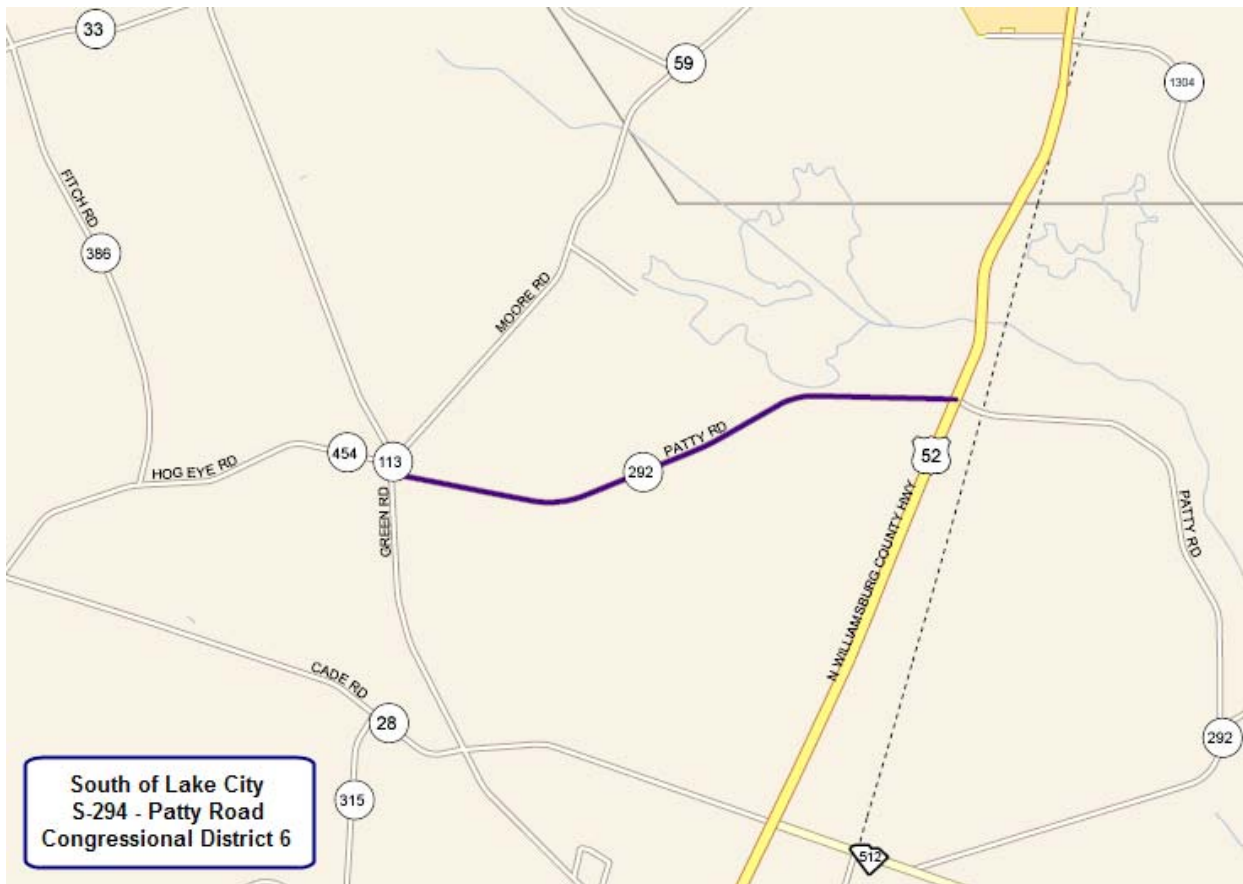 33
59
1304
FITCH RD
386
MOORE RD
PATTY RD
292
454
113
HOG EYE RD
GREEN RD
52
N WILLIAMSBURG COUNTY HWY
PATTY RD
292
CADE RD
28
315
512
South of Lake City
S-294 - Patty Road
Congressional District 6